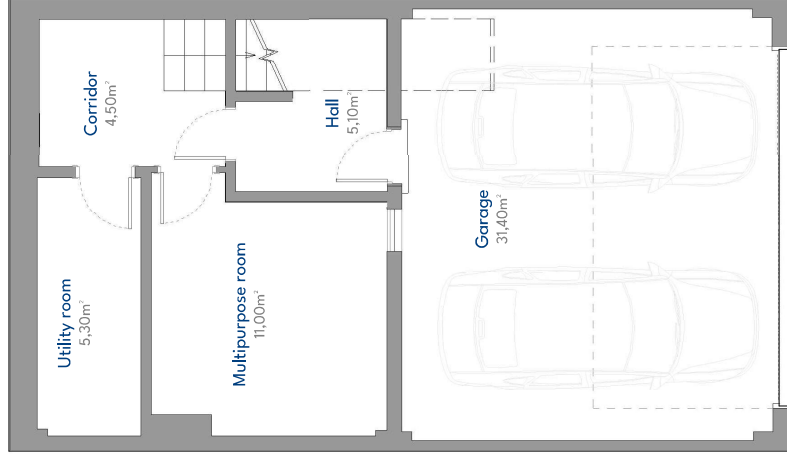 Corridor
4,50m²
Hall
5,10m²
Garage
31,40m²
Utility room
5,30m²
Multipurpose room
11,00m²